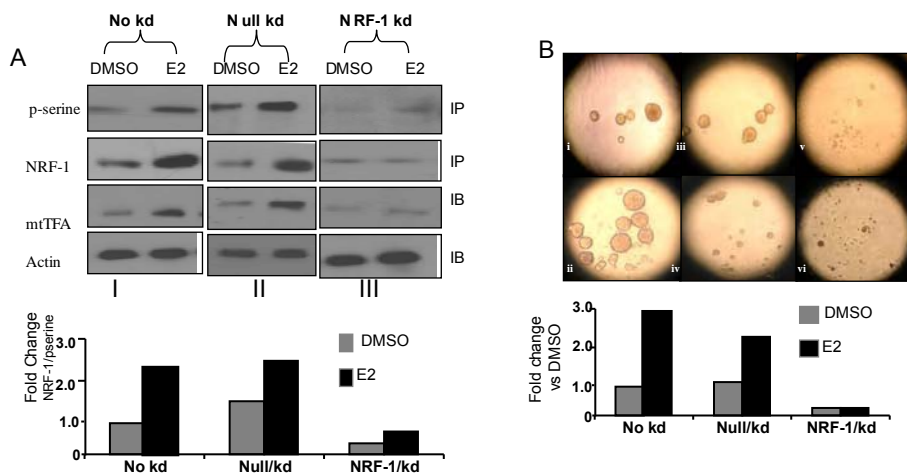 A
No kd
N ull kd
N RF-1 kd
DMSO E2 DMSO E2 DMSO E2
p-serine IP
NRF-1 IP
mtTFA IB
Actin IB
I II III
Fold Change
NRF-1/pserine
3.0
2.0
1.0
DMSO
E2
No kd Null/kd NRF-1/kd
B
i iii v
ii iv vi
Fold change
vs DMSO
3.0
2.0
1.0
0
DMSO
E2
No kd Null/kd NRF-1/kd